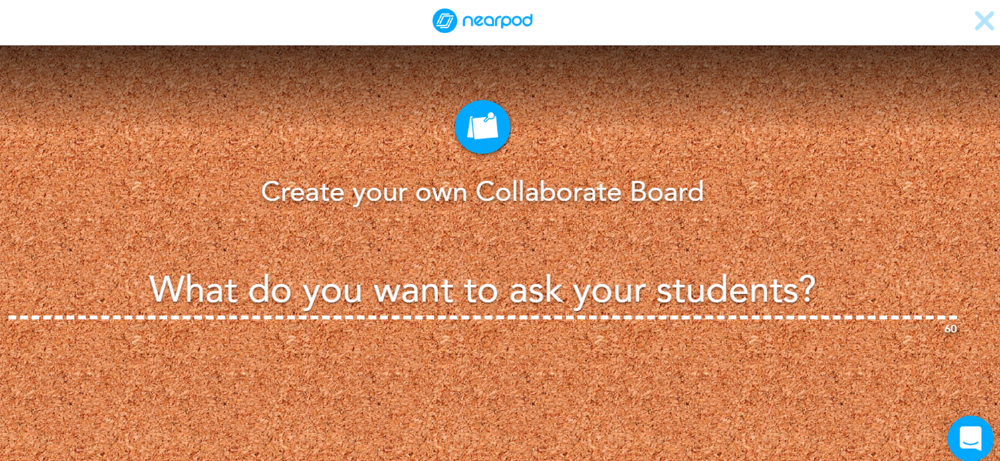 nearpod
Create your own Collaborate Board
What do you want to ask your students?
60